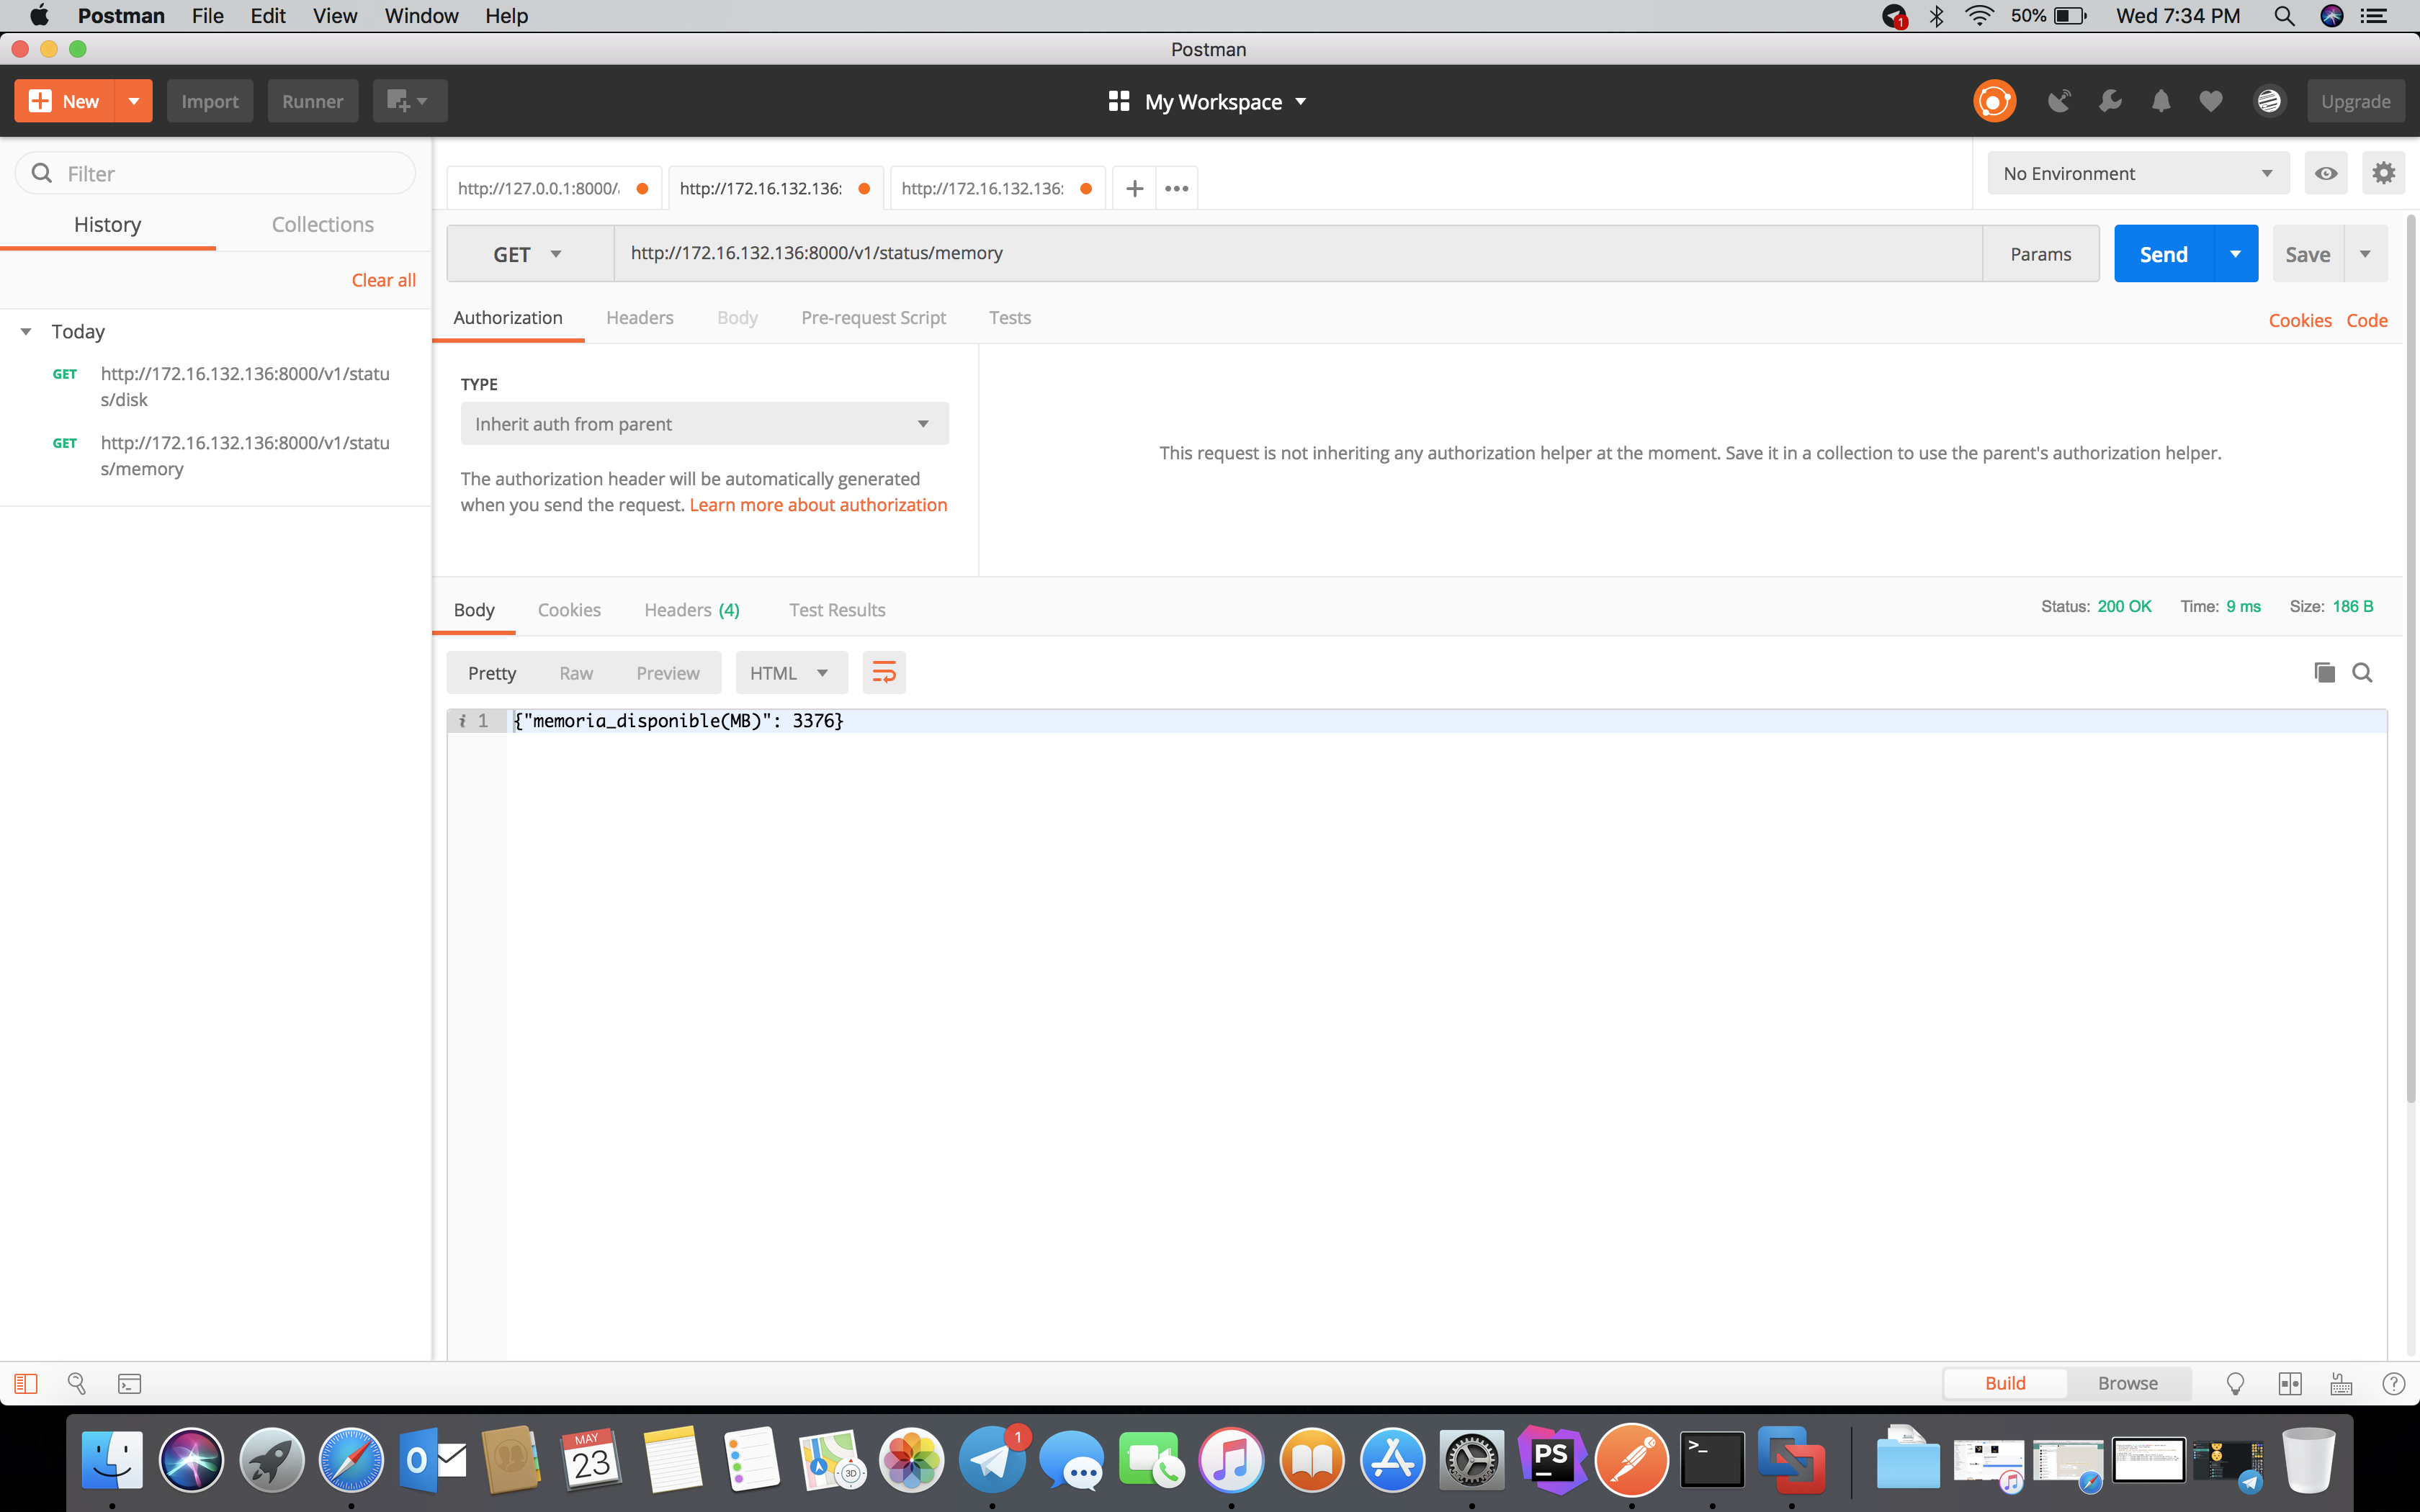 Postman File Edit View Window Help
1 50% Wed 7:34 PM
Postman
New Import Runner My Workspace Upgrade
Filter
http://127.0.0.1:8000/ http://172.16.132.136: http://172.16.132.136: No Environment
History Collections
Clear all
Today
GET http://172.16.132.136:8000/v1/statu
s/disk
GET http://172.16.132.136:8000/v1/statu
s/memory
GET http://172.16.132.136:8000/v1/status/memory Params Send Save
Authorization Headers Body Pre-request Script Tests Cookies Code
TYPE
Inherit auth from parent
The authorization header will be automatically generated
when you send the request. Learn more about authorization
This request is not inheriting any authorization helper at the moment. Save it in a collection to use the parent's authorization helper.
Body Cookies Headers (4) Test Results Status: 200 OK Time: 9 ms Size: 186 B
Pretty Raw Preview HTML
i 1 {"memoria_disponible(MB)": 3376}
Build Browse
MAY
23
3D
1
PS